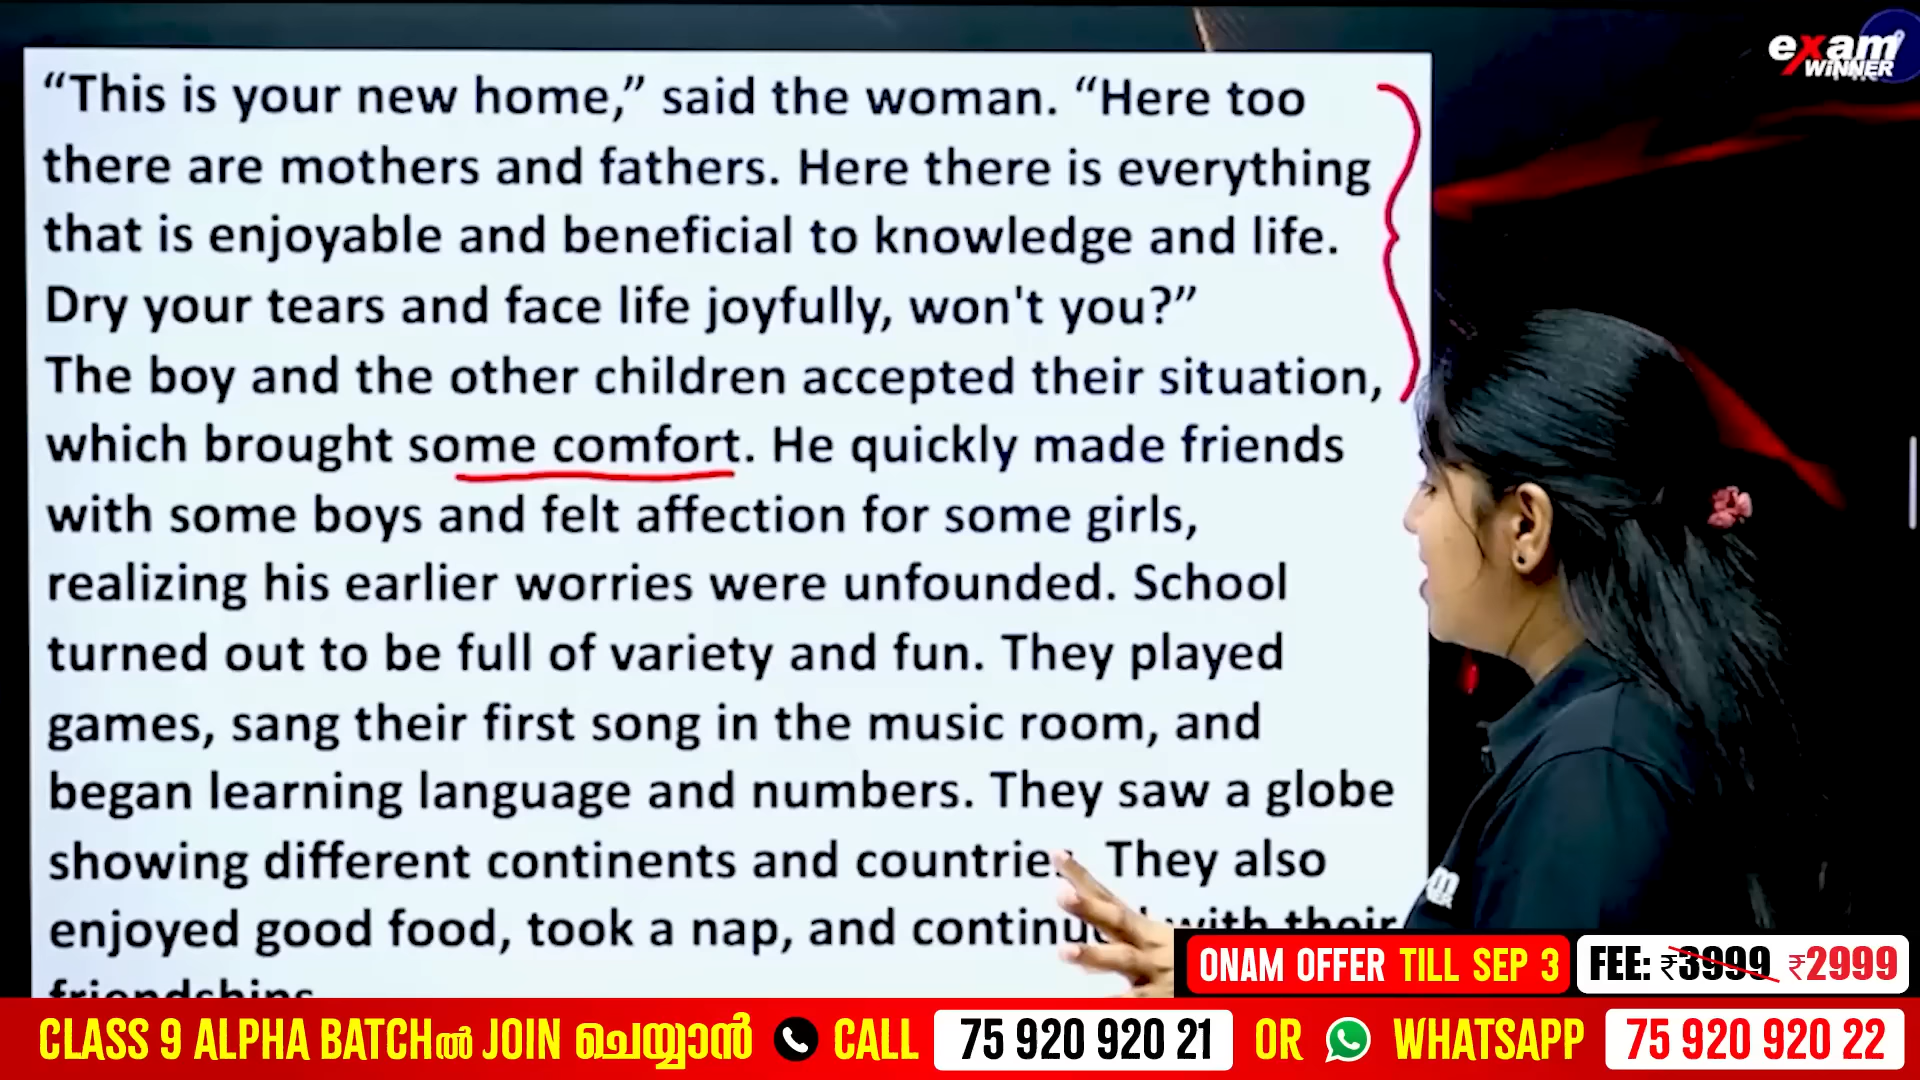 exam
WINNER
“This is your new home,” said the woman. “Here too
there are mothers and fathers. Here there is everything
that is enjoyable and beneficial to knowledge and life.
Dry your tears and face life joyfully, won't you?”
The boy and the other children accepted their situation,
which brought some comfort. He quickly made friends
with some boys and felt affection for some girls,
realizing his earlier worries were unfounded. School
turned out to be full of variety and fun. They played
games, sang their first song in the music room, and
began learning language and numbers. They saw a globe
showing different continents and countries. They also
enjoyed good food, took a nap, and continued with their
friendships.
ONAM OFFER TILL SEP 3
FEE: ₹3999 ₹2999
CLASS 9 ALPHA BATCHൽ JOIN ചെയ്യാൻ CALL 75 920 920 21 OR WHATSAPP 75 920 920 22